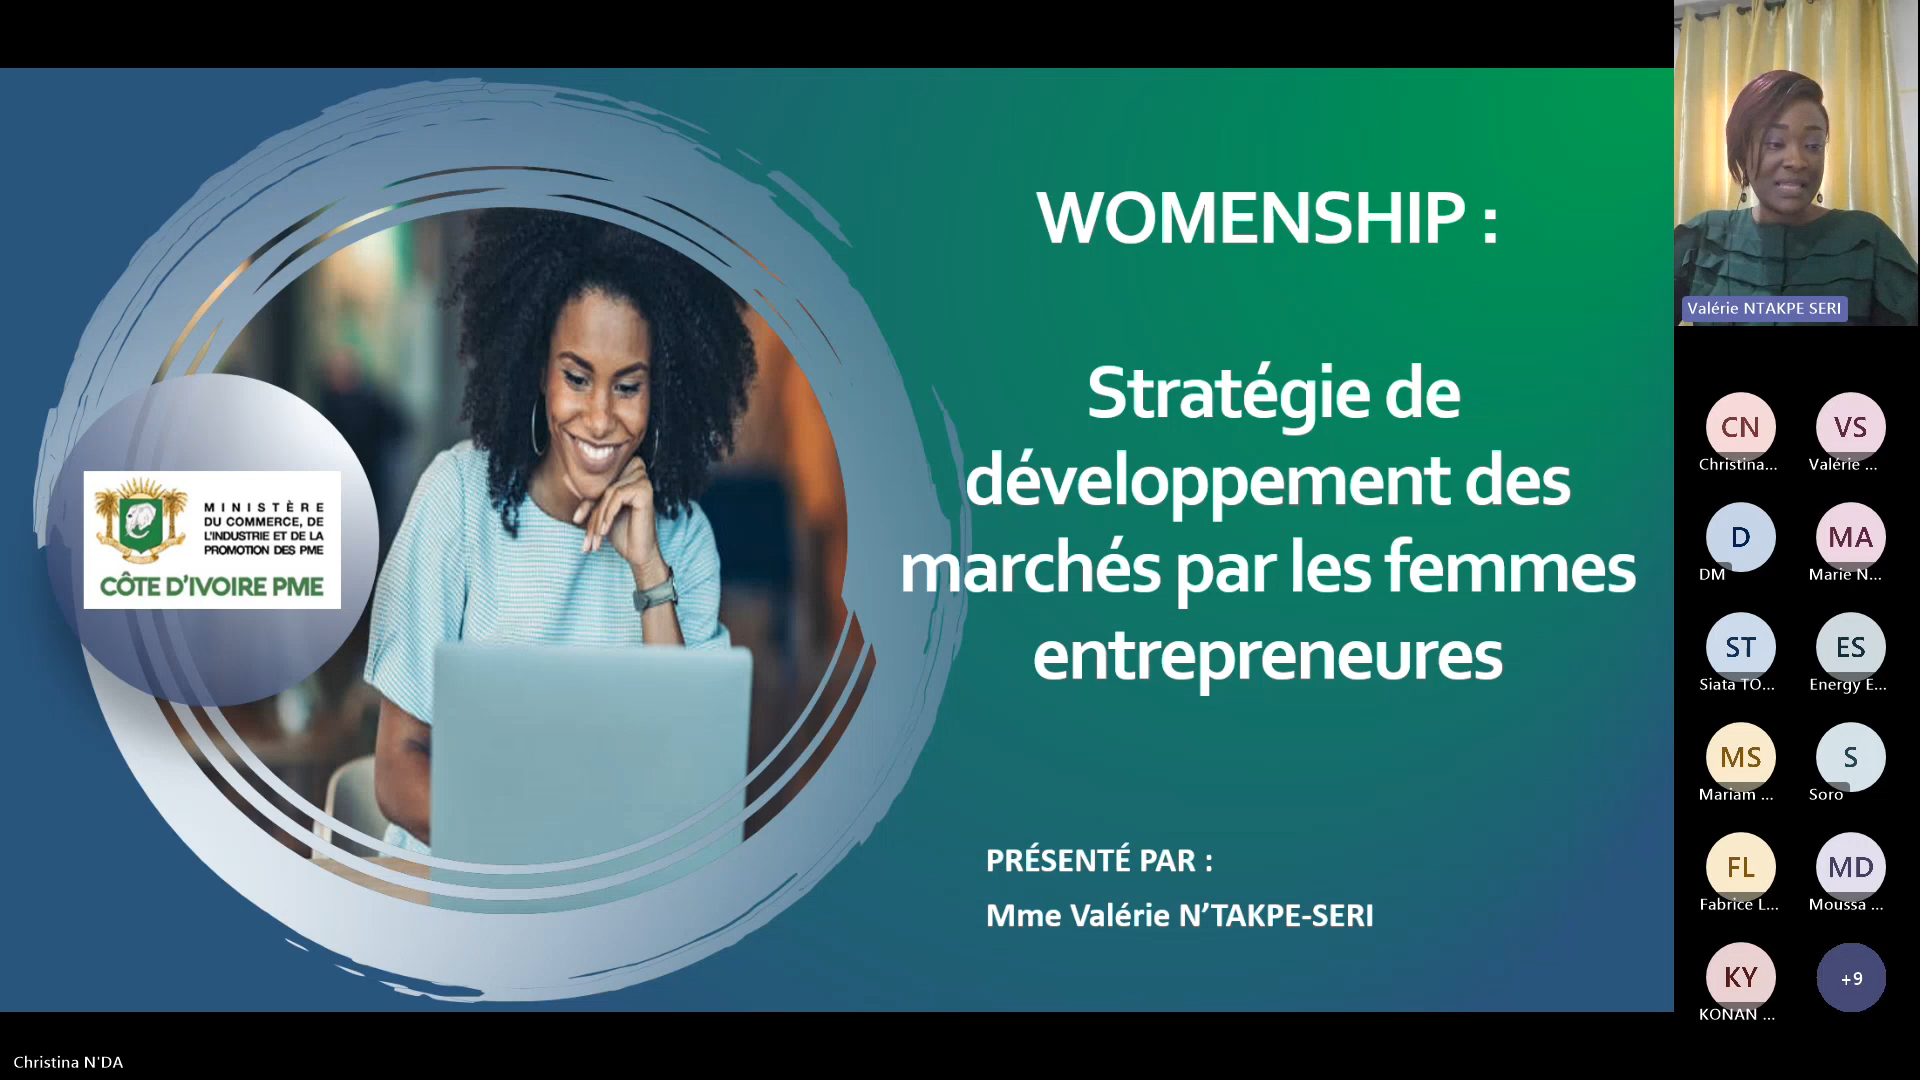 WOMENSHIP :
Stratégie de
développement des
marchés par les femmes
entrepreneures
MINISTÈRE
DU COMMERCE, DE
L'INDUSTRIE ET DE LA
PROMOTION DES PME
CÔTE D'IVOIRE PME
PRÉSENTÉ PAR :
Mme Valérie N'TAKPE-SERI
Valérie NTAKPE SERI
CN
Christina...
VS
Valérie ...
D
DM
MA
Marie N...
ST
Siata TO...
ES
Energy E...
MS
Mariam ...
S
Soro
FL
Fabrice L...
MD
Moussa ...
KY
KONAN ...
+9
Christina N'DA